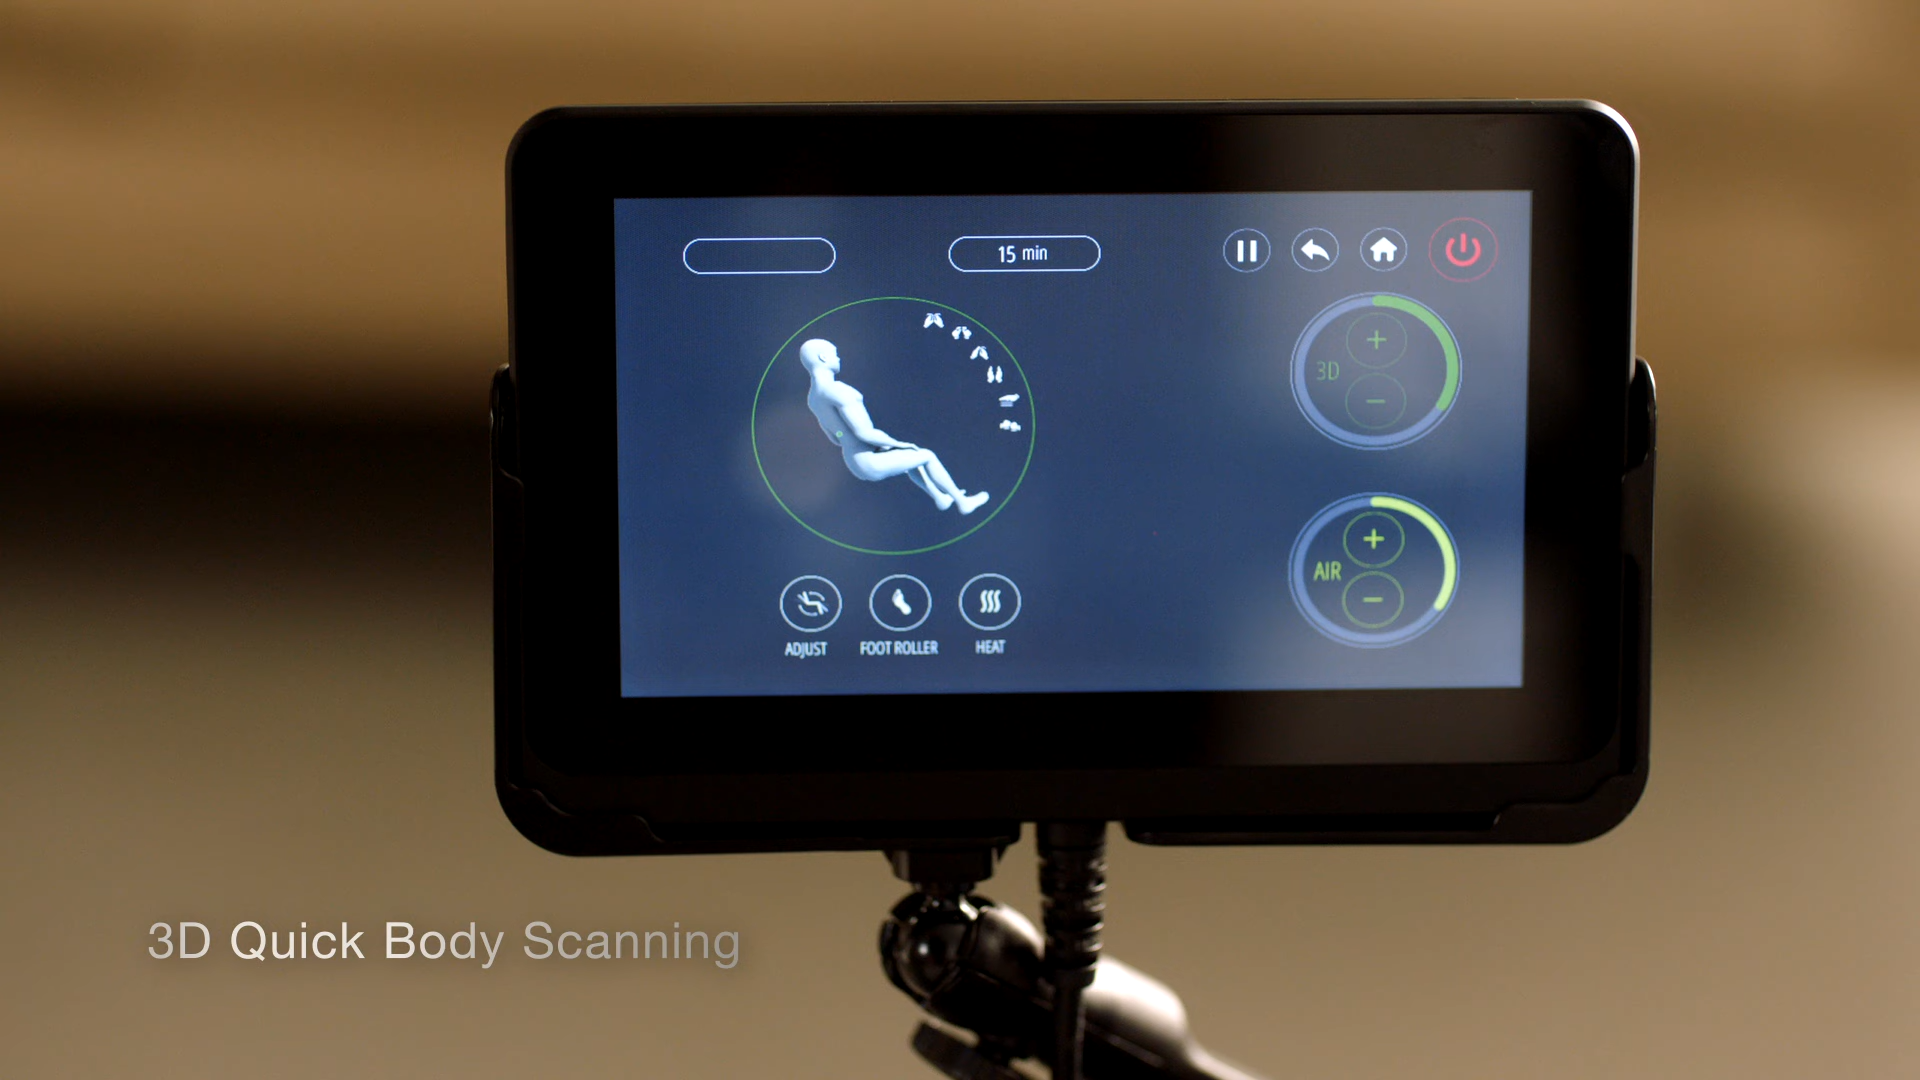 15 min
3D
+
−
AIR
+
−
ADJUST
FOOT ROLLER
HEAT
3D Quick Body Scanning